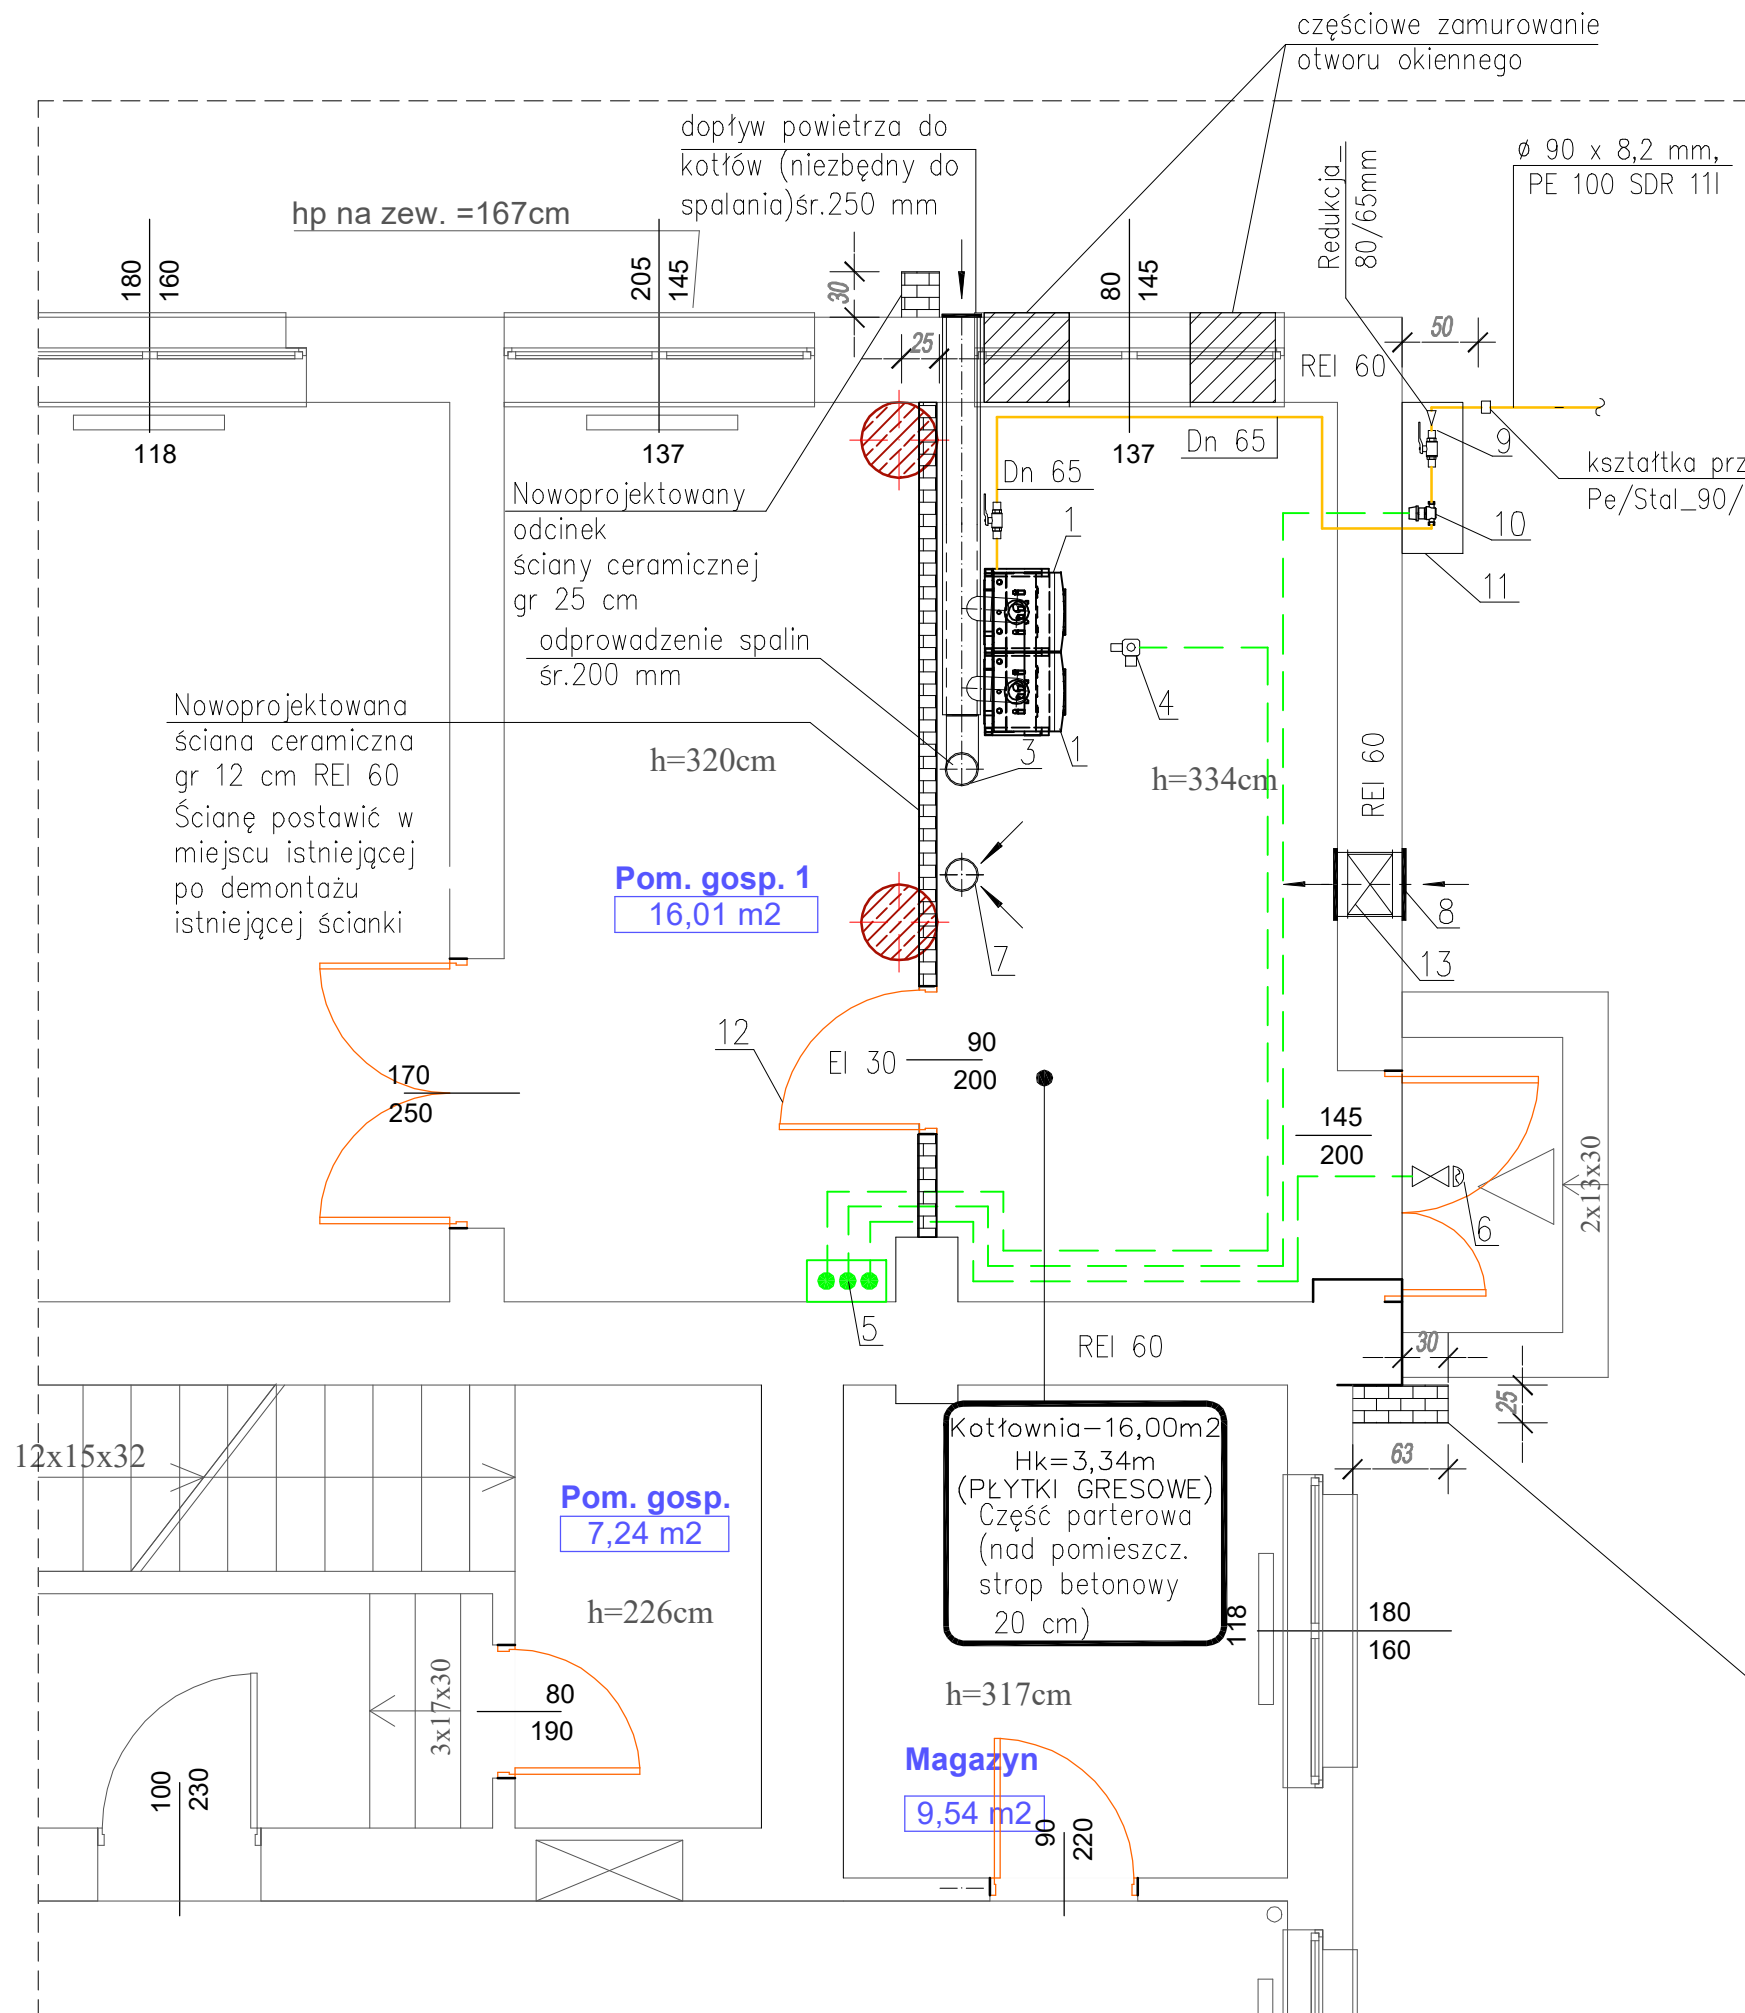 częściowe zamurowanie
otworu okiennego
dopływ powietrza do
kotłów (niezbędny do
spalania)śr.250 mm
Redukcja_
80/65mm
ø 90 x 8,2 mm,
PE 100 SDR 11I
hp na zew. =167cm
180
160
205
145
80
145
30
25
50
REI 60
118
137
137
Dn 65
Dn 65
9
kształtka prz
Pe/Stal_90/
10
11
Nowoprojektowany
odcinek
ściany ceramicznej
gr 25 cm
1
odprowadzenie spalin
śr.200 mm
4
1
3
Nowoprojektowana
ściana ceramiczna
gr 12 cm REI 60
Ścianę postawić w
miejscu istniejącej
po demontażu
istniejącej ścianki
h=320cm
h=334cm
REI 60
Pom. gosp. 1
16,01 m2
7
8
13
12
EI 30
90
200
170
250
145
200
2x13x30
6
5
REI 60
30
25
63
12x15x32
Kotłownia-16,00m2
Hk=3,34m
(PŁYTKI GRESOWE)
Część parterowa
(nad pomieszcz.
strop betonowy
20 cm)
Pom. gosp.
7,24 m2
h=226cm
118
180
160
3x17x30
80
190
h=317cm
Magazyn
9,54 m2
100
230
90
220